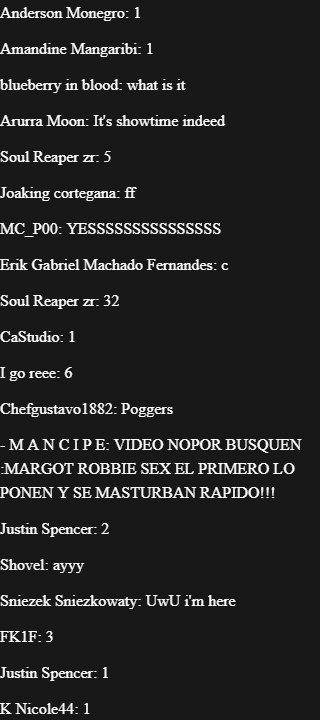 Anderson Monegro: 1
Amandine Mangaribi: 1
blueberry in blood: what is it
Arurra Moon: It's showtime indeed
Soul Reaper zr: 5
Joaking cortegana: ff
MC_P00: YESSSSSSSSSSSSSSS
Erik Gabriel Machado Fernandes: c
Soul Reaper zr: 32
CaStudio: 1
I go reee: 6
Chefgustavo1882: Poggers
- M A N C I P E: VIDEO NOPOR BUSQUEN
:MARGOT ROBBIE SEX EL PRIMERO LO
PONEN Y SE MASTURBAN RAPIDO!!!
Justin Spencer: 2
Shovel: ayyy
Sniezek Sniezkowaty: UwU i'm here
FK1F: 3
Justin Spencer: 1
K Nicole44: 1